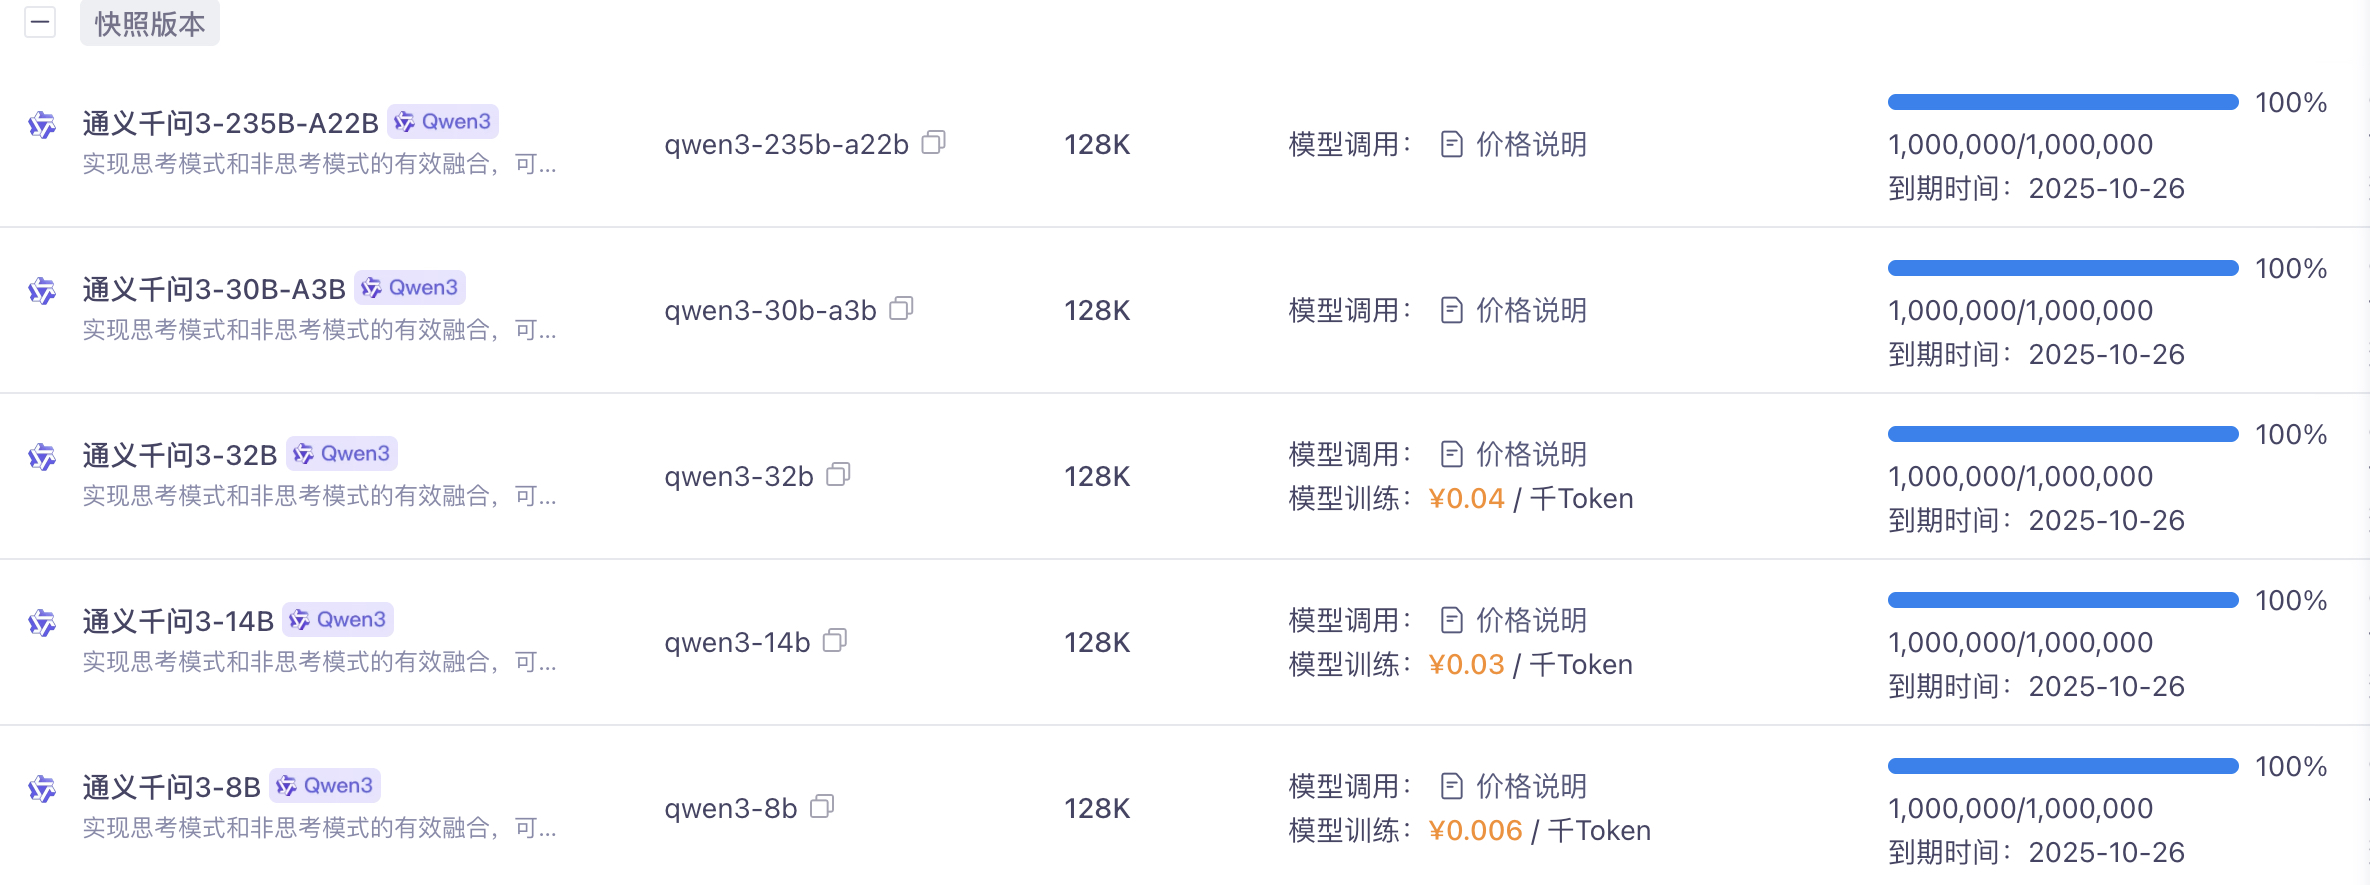 快照版本
通义千问3-235B-A22B Qwen3
实现思考模式和非思考模式的有效融合，可...
qwen3-235b-a22b
128K
模型调用： 价格说明
100%
1,000,000/1,000,000
到期时间：2025-10-26
通义千问3-30B-A3B Qwen3
实现思考模式和非思考模式的有效融合，可...
qwen3-30b-a3b
128K
模型调用： 价格说明
100%
1,000,000/1,000,000
到期时间：2025-10-26
通义千问3-32B Qwen3
实现思考模式和非思考模式的有效融合，可...
qwen3-32b
128K
模型调用： 价格说明
模型训练：¥0.04 / 千Token
100%
1,000,000/1,000,000
到期时间：2025-10-26
通义千问3-14B Qwen3
实现思考模式和非思考模式的有效融合，可...
qwen3-14b
128K
模型调用： 价格说明
模型训练：¥0.03 / 千Token
100%
1,000,000/1,000,000
到期时间：2025-10-26
通义千问3-8B Qwen3
实现思考模式和非思考模式的有效融合，可...
qwen3-8b
128K
模型调用： 价格说明
模型训练：¥0.006 / 千Token
100%
1,000,000/1,000,000
到期时间：2025-10-26